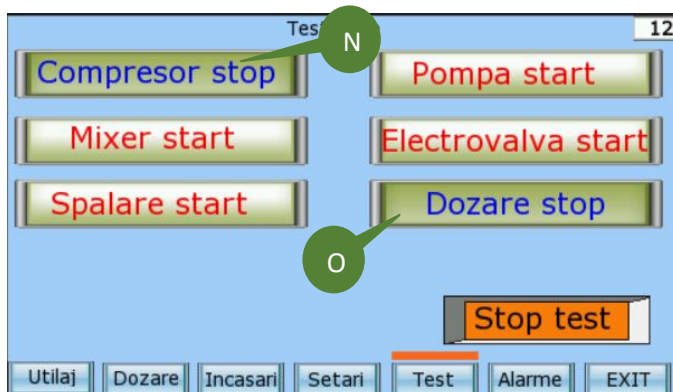 Tes
12
N
Compresor stop
Pompa start
Mixer start
Electrovalva start
Spalare start
Dozare stop
O
Stop test
Utilaj
Dozare
Incasari
Setari
Test
Alarme
EXIT